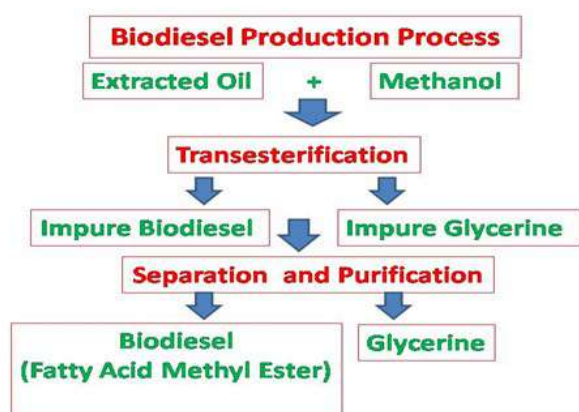 Biodiesel Production Process
Extracted Oil + Methanol
Transesterification
Impure Biodiesel Impure Glycerine
Separation and Purification
Biodiesel Glycerine
(Fatty Acid Methyl Ester)